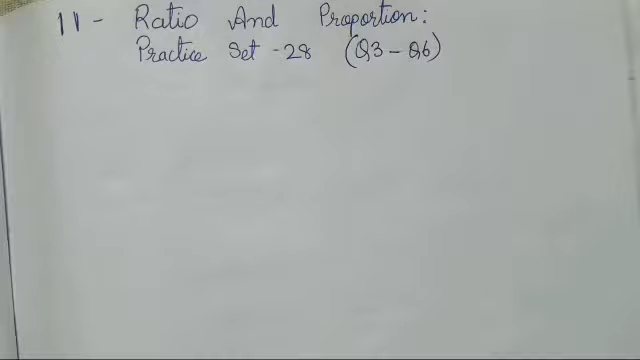 11 - Ratio And Proportion:
Practice Set - 28 (Q3 - Q6)